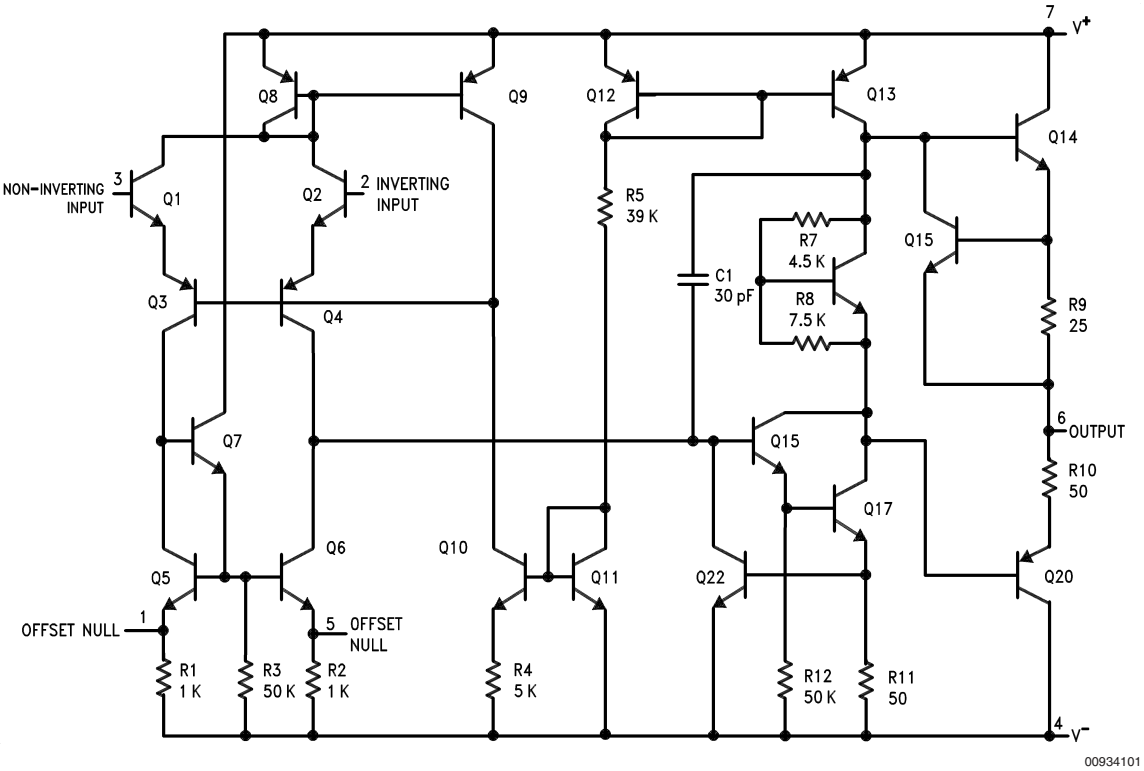 7
V+
Q8
Q9
Q12
Q13
Q14
3
NON-INVERTING
INPUT
Q1
Q2
2 INVERTING
INPUT
R5
39 K
R7
4.5 K
Q15
C1
30 pF
R8
7.5 K
R9
25
Q3
Q4
Q7
Q15
6
OUTPUT
R10
50
Q17
Q5
Q6
Q10
Q11
Q22
Q20
1
OFFSET NULL
5
OFFSET
NULL
R1
1 K
R3
50 K
R2
1 K
R4
5 K
R12
50 K
R11
50
4
V-
00934101